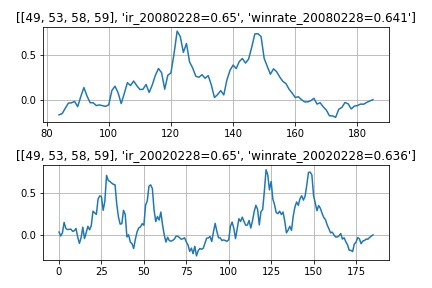 [[49, 53, 58, 59], 'ir_20080228=0.65', 'winrate_20080228=0.641']
0.5
0.0
80 100 120 140 160 180
[[49, 53, 58, 59], 'ir_20020228=0.65', 'winrate_20020228=0.636']
0.5
0.0
0 25 50 75 100 125 150 175